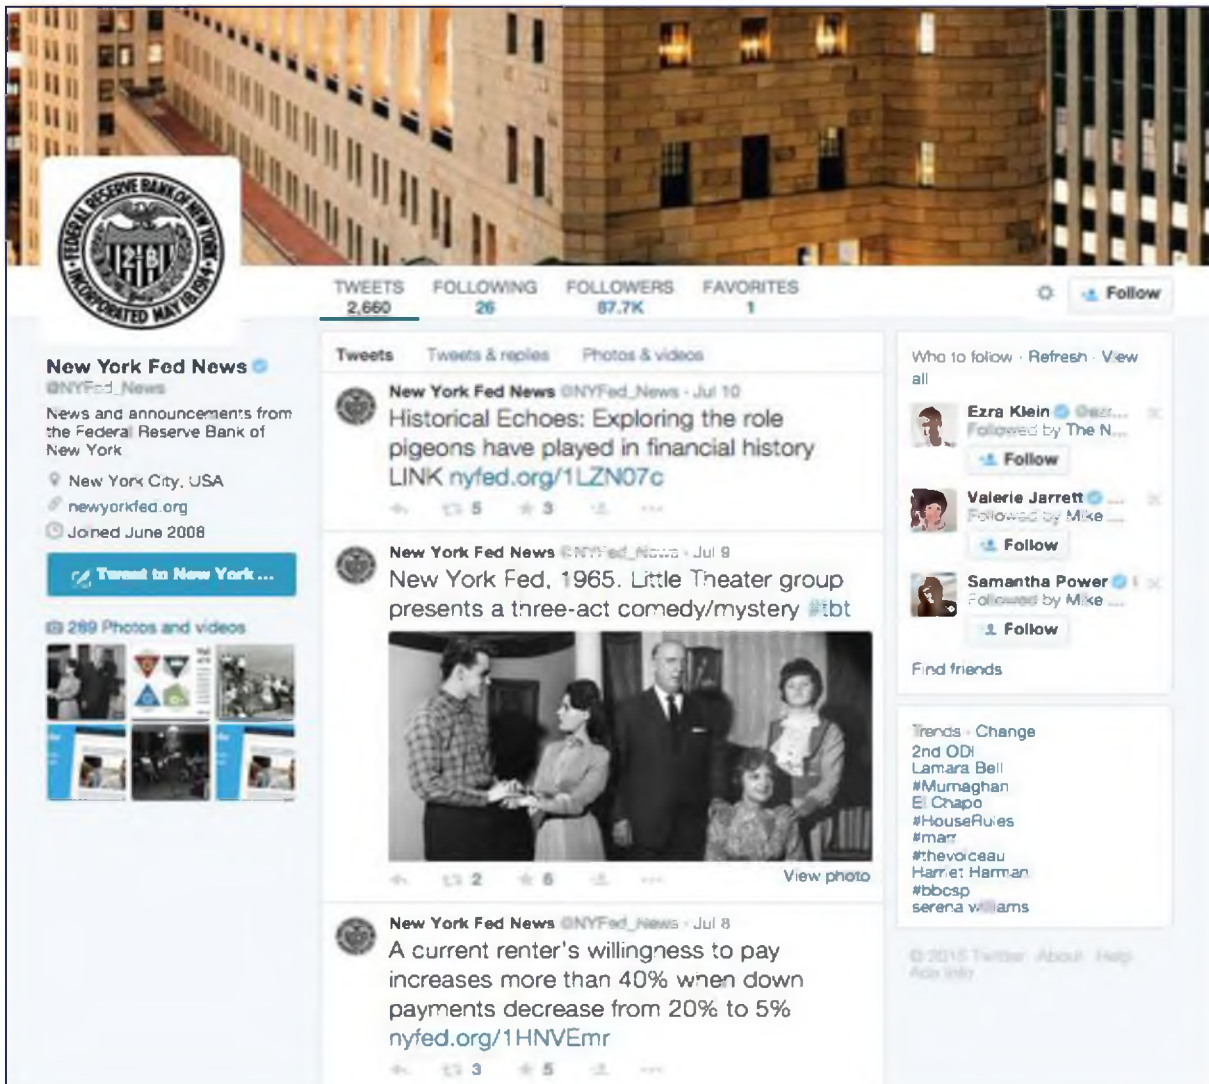 FEDERAL RESERVE BANK OF NEW YORK
INCORPORATED MAY 18, 1914
TWEETS
2,660
FOLLOWING
26
FOLLOWERS
87.7K
FAVORITES
1
Follow
New York Fed News
@NYFed_News
News and announcements from
the Federal Reserve Bank of
New York
New York City, USA
newyorkfed.org
Joined June 2008
Tweet to New York ...
289 Photos and videos
Tweets Tweets & replies Photos & videos
New York Fed News @NYFed_News · Jul 10
Historical Echoes: Exploring the role
pigeons have played in financial history
LINK nyfed.org/1LZN07c
5 3
New York Fed News @NYFed_News · Jul 9
New York Fed, 1965. Little Theater group
presents a three-act comedy/mystery #tbt
2 6
View photo
New York Fed News @NYFed_News · Jul 8
A current renter's willingness to pay
increases more than 40% when down
payments decrease from 20% to 5%
nyfed.org/1HNVEmr
3 5
Who to follow · Refresh · View
all
Ezra Klein
Followed by The N...
Follow
Valerie Jarrett ...
Followed by Mike ...
Follow
Samantha Power
Followed by Mike ...
Follow
Find friends
Trends · Change
2nd ODI
Lamara Bell
#Murnaghan
El Chapo
#HouseRules
#marr
#thevoiceau
Harriet Harman
#bbcsp
serena williams
© 2015 Twitter About Help
Ads info